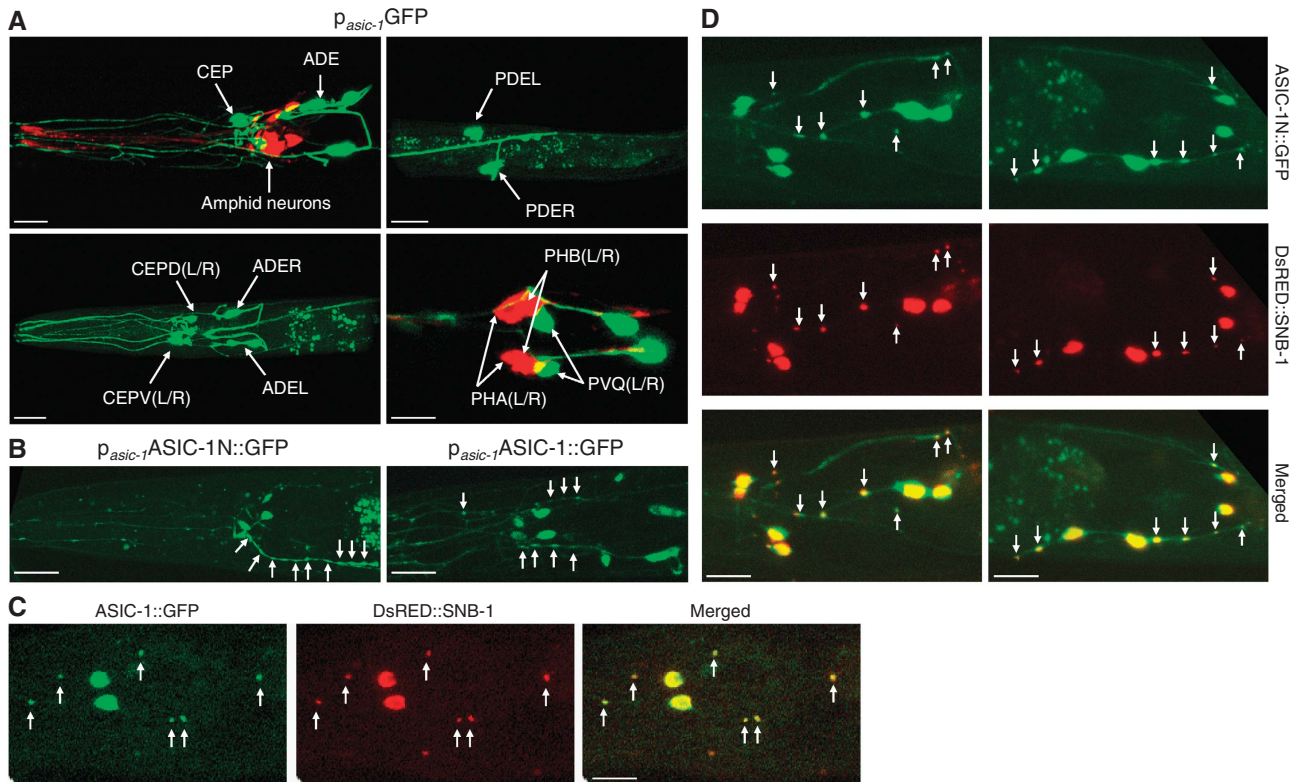 A
p_asic-1GFP
CEP
ADE
Amphid neurons
PDEL
PDER
CEPD(L/R)
ADER
CEPV(L/R)
ADEL
PHB(L/R)
PHA(L/R)
PVQ(L/R)
B
p_asic-1ASIC-1N::GFP
p_asic-1ASIC-1::GFP
C
ASIC-1::GFP
DsRED::SNB-1
Merged
D
ASIC-1N::GFP
DsRED::SNB-1
Merged